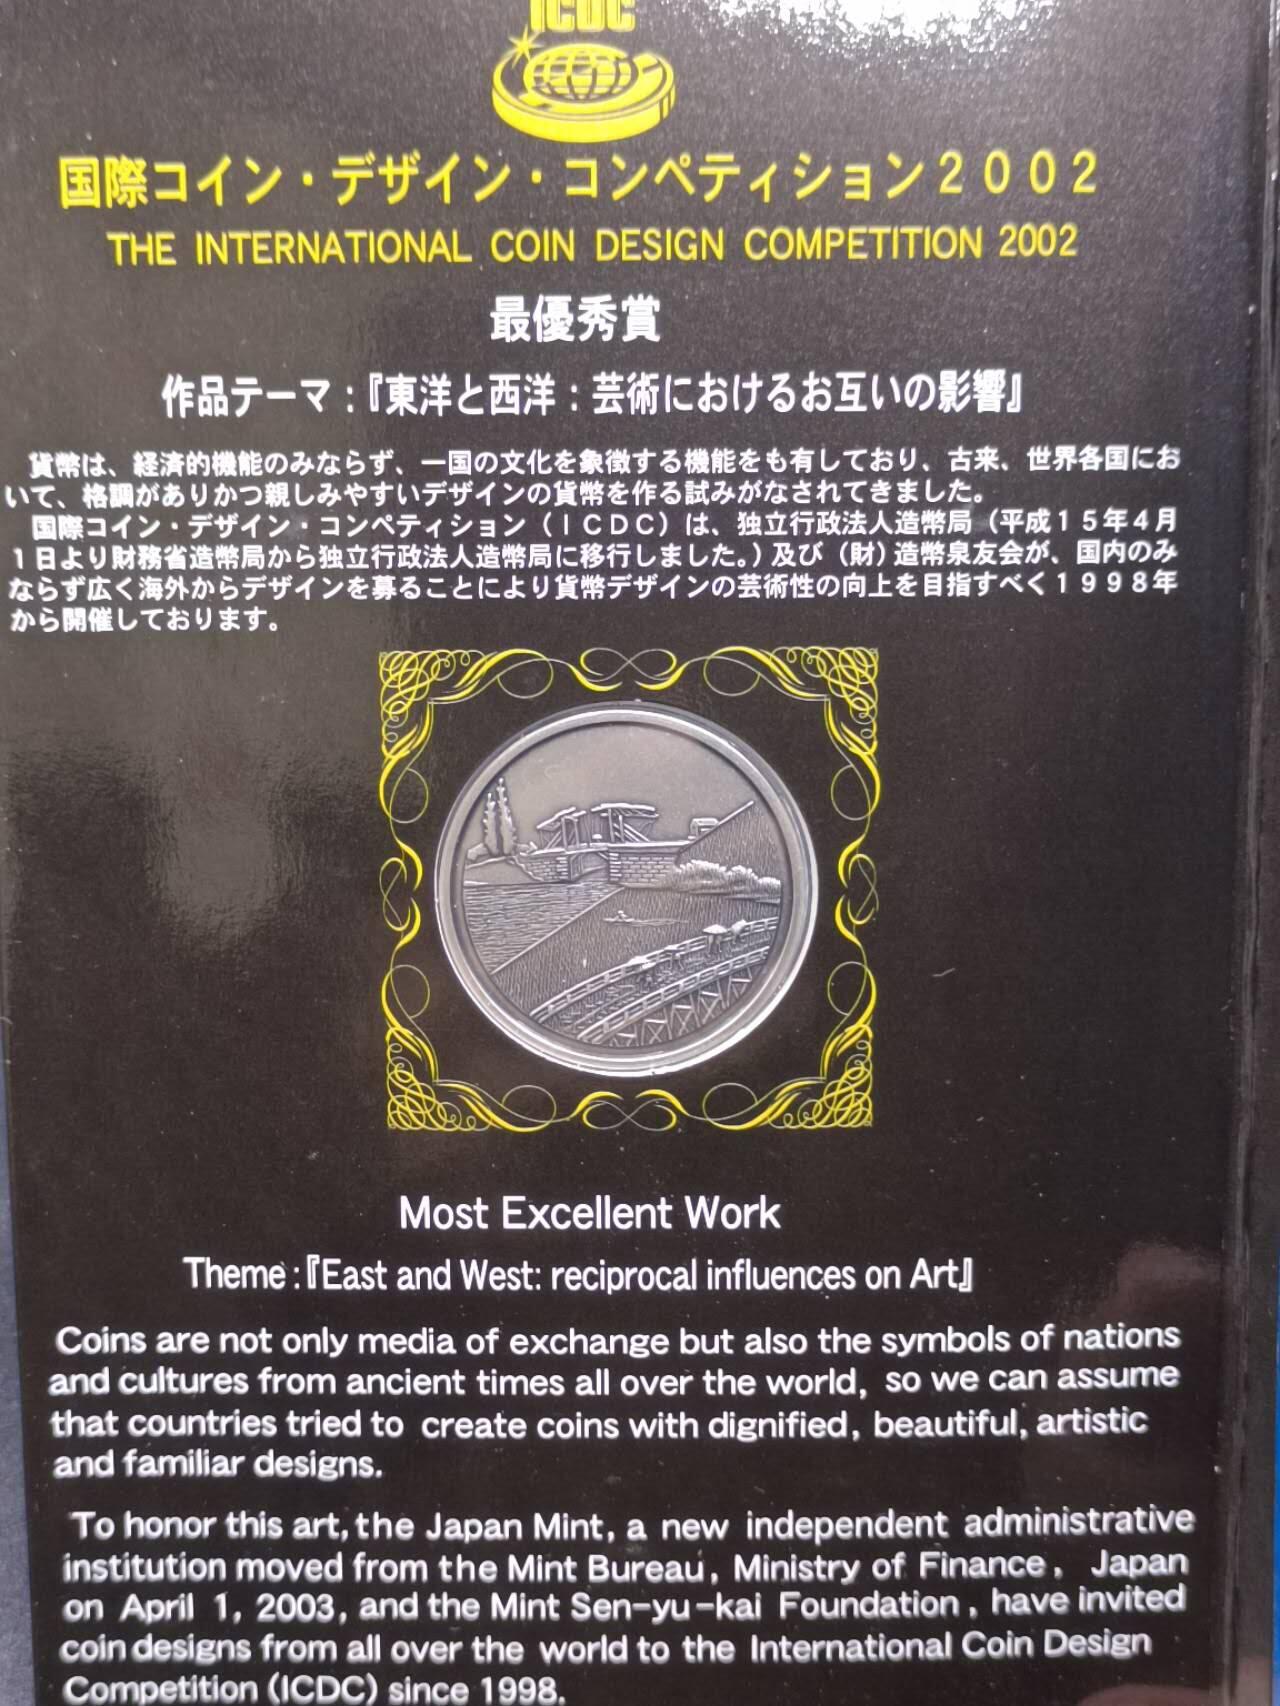 ICDC
国際コイン・デザイン・コンペティション２００２
THE INTERNATIONAL COIN DESIGN COMPETITION 2002
最優秀賞
作品テーマ：『東洋と西洋：芸術におけるお互いの影響』
貨幣は、経済的機能のみならず、一国の文化を象徴する機能をも有しており、古来、世界各国にお
いて、格調がありかつ親しみやすいデザインの貨幣を作る試みがなされてきました。
国際コイン・デザイン・コンペティション（ＩＣＤＣ）は、独立行政法人造幣局（平成１５年４月
１日より財務省造幣局から独立行政法人造幣局に移行しました。）及び（財）造幣泉友会が、国内のみ
ならず広く海外からデザインを募ることにより貨幣デザインの芸術性の向上を目指すべく１９９８年
から開催しております。
Most Excellent Work
Theme:『East and West: reciprocal influences on Art』
Coins are not only media of exchange but also the symbols of nations
and cultures from ancient times all over the world, so we can assume
that countries tried to create coins with dignified, beautiful, artistic
and familiar designs.
To honor this art, the Japan Mint, a new independent administrative
institution moved from the Mint Bureau, Ministry of Finance, Japan
on April 1, 2003, and the Mint Sen-yu-kai Foundation, have invited
coin designs from all over the world to the International Coin Design
Competition (ICDC) since 1998.